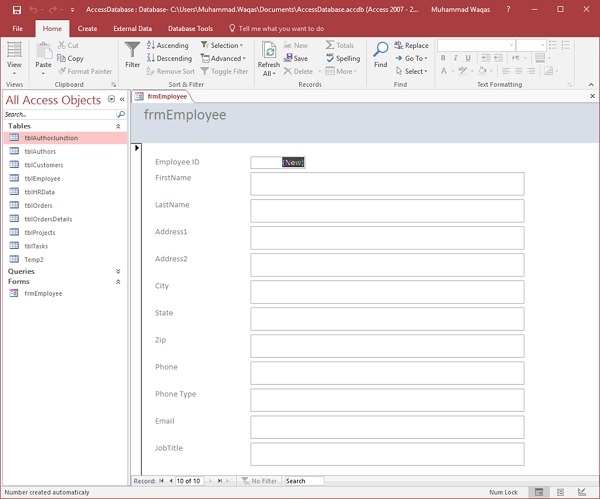 AccessDatabase : Database- C:\Users\Muhammad.Waqas\Documents\AccessDatabase.accdb (Access 2007 - 2... Muhammad Waqas ?
File Home Create External Data Database Tools Tell me what you want to do
View Paste Cut Copy Format Painter Filter Ascending Descending Remove Sort Selection Advanced Toggle Filter Refresh All New Save Delete Totals Spelling More Find Replace Go To Select
Views Clipboard Sort & Filter Records Find Text Formatting
All Access Objects
Search...
Tables
tblAuthorJunction
tblAuthors
tblCustomers
tblEmployee
tblHRData
tblOrders
tblOrdersDetails
tblProjects
tblTasks
Temp2
Queries
Forms
frmEmployee
frmEmployee
frmEmployee
Employee ID (New)
FirstName
LastName
Address1
Address2
City
State
Zip
Phone
Phone Type
Email
JobTitle
Record: 10 of 10 No Filter Search
Number created automaticaly Num Lock